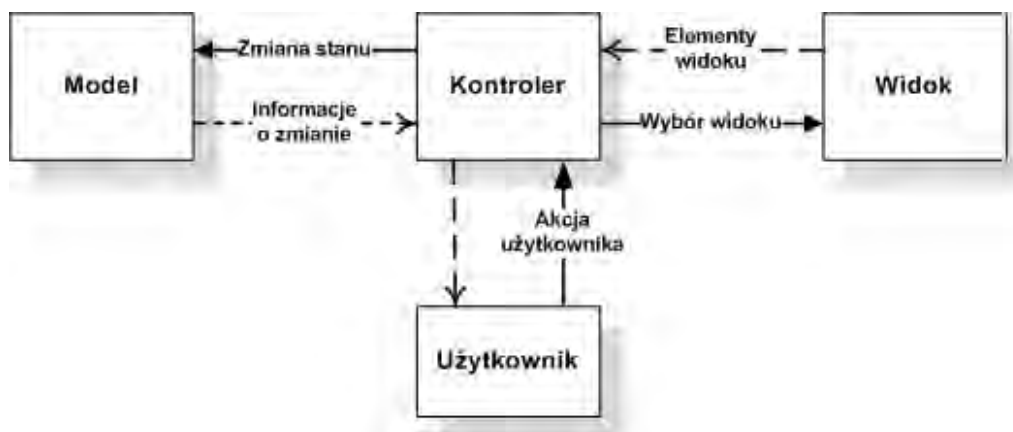 Zmiana stanu
Elementy
widoku
Model
Kontroler
Widok
Informacje
o zmianie
Wybór widoku
Akcja
użytkownika
Użytkownik